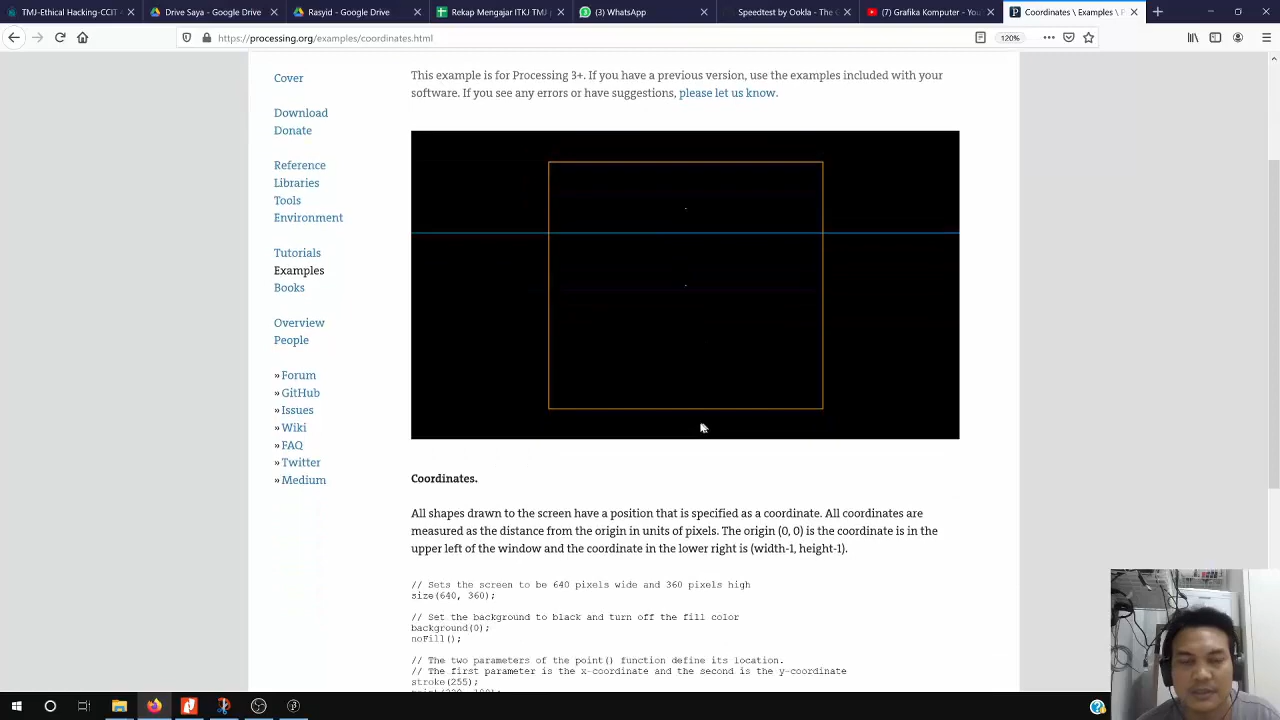 TMJ-Ethical Hacking-CCIT
Drive Saya - Google Drive
Rasyid - Google Drive
Rekap Mengajar ITKJ TMJ
(3) WhatsApp
Speedtest by Ookla - The
(7) Grafika Komputer - You
Coordinates \ Examples \ P
https://processing.org/examples/coordinates.html
120%
This example is for Processing 3+. If you have a previous version, use the examples included with your
software. If you see any errors or have suggestions, please let us know.
Cover
Download
Donate
Reference
Libraries
Tools
Environment
Tutorials
Examples
Books
Overview
People
» Forum
» GitHub
» Issues
» Wiki
» FAQ
» Twitter
» Medium
Coordinates.
All shapes drawn to the screen have a position that is specified as a coordinate. All coordinates are
measured as the distance from the origin in units of pixels. The origin (0, 0) is the coordinate is in the
upper left of the window and the coordinate in the lower right is (width-1, height-1).
// Sets the screen to be 640 pixels wide and 360 pixels high
size(640, 360);
// Set the background to black and turn off the fill color
background(0);
noFill();
// The two parameters of the point() function define its location.
// The first parameter is the x-coordinate and the second is the y-coordinate
stroke(255);